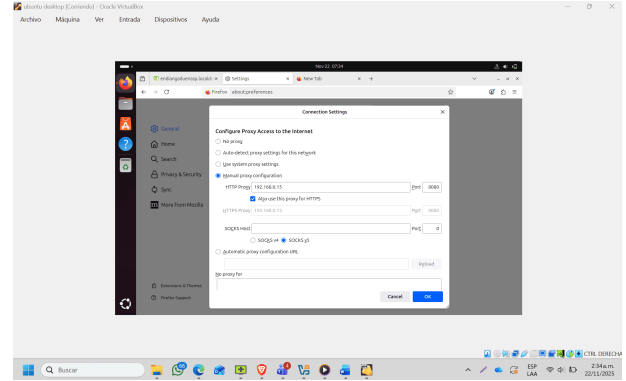 ubuntu desktop [Corriendo] - Oracle VirtualBox
Archivo Máquina Ver Entrada Dispositivos Ayuda
Nov 22 07:34
Settings New Tab
Firefox about:preferences
Connection Settings
General
Home
Search
Privacy & Security
Sync
More from Mozilla
Extensions & Themes
Firefox Support
Configure Proxy Access to the Internet
No proxy
Auto-detect proxy settings for this network
Use system proxy settings
Manual proxy configuration
HTTP Proxy 192.168.0.15 Port
Also use this proxy for HTTPS
HTTPS Proxy 192.168.0.15 Port
SOCKS Host Port 0
SOCKS v4 SOCKS v5
Automatic proxy configuration URL
Reload
No proxy for
Cancel OK
CTRL DERECHA
Buscar
ESP
LAA
2:34 a.m.
22/11/2025